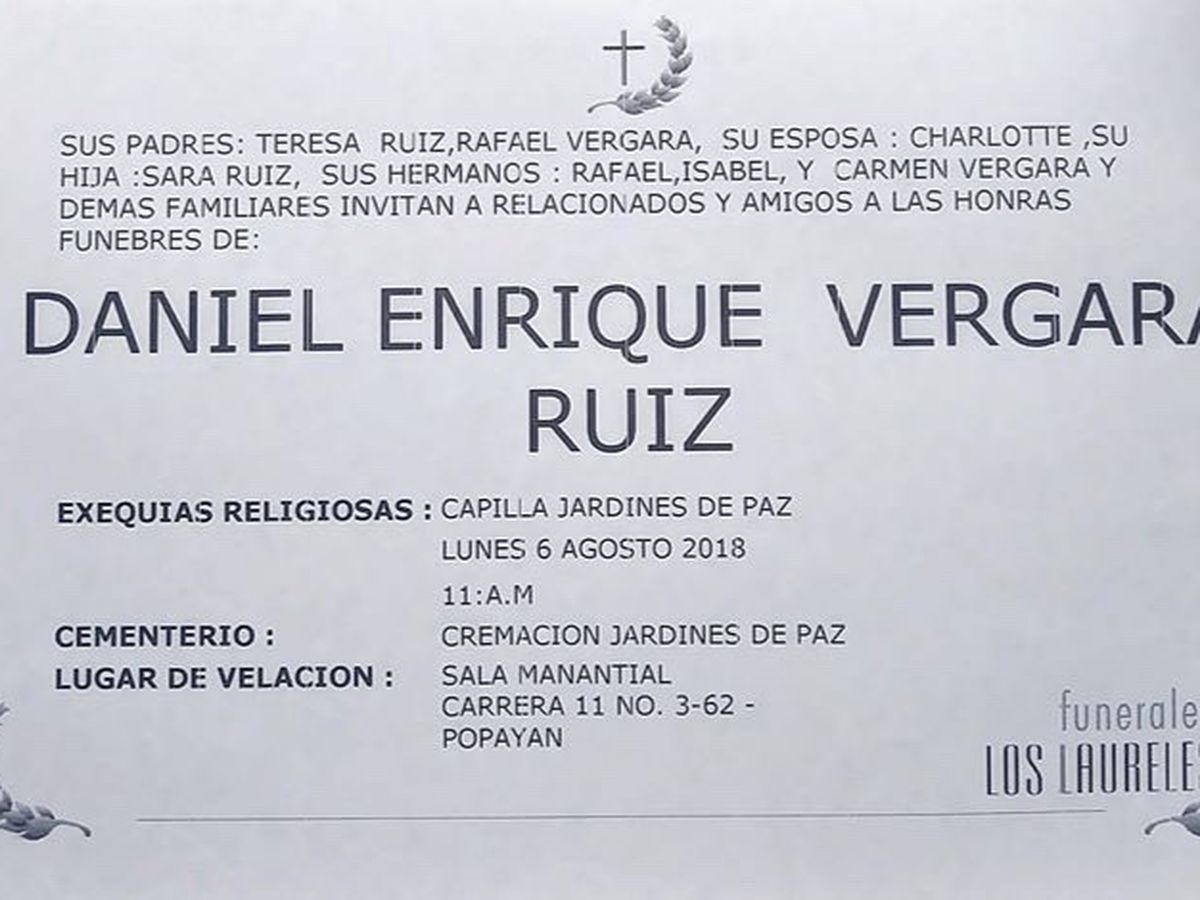 SUS PADRES: TERESA RUIZ,RAFAEL VERGARA, SU ESPOSA : CHARLOTTE ,SU
HIJA :SARA RUIZ, SUS HERMANOS : RAFAEL,ISABEL, Y CARMEN VERGARA Y
DEMAS FAMILIARES INVITAN A RELACIONADOS Y AMIGOS A LAS HONRAS
FUNEBRES DE:
DANIEL ENRIQUE VERGARA
RUIZ
EXEQUIAS RELIGIOSAS : CAPILLA JARDINES DE PAZ
LUNES 6 AGOSTO 2018
11:A.M
CEMENTERIO : CREMACION JARDINES DE PAZ
LUGAR DE VELACION : SALA MANANTIAL
CARRERA 11 NO. 3-62 -
POPAYAN
funerale
LOS LAURELES